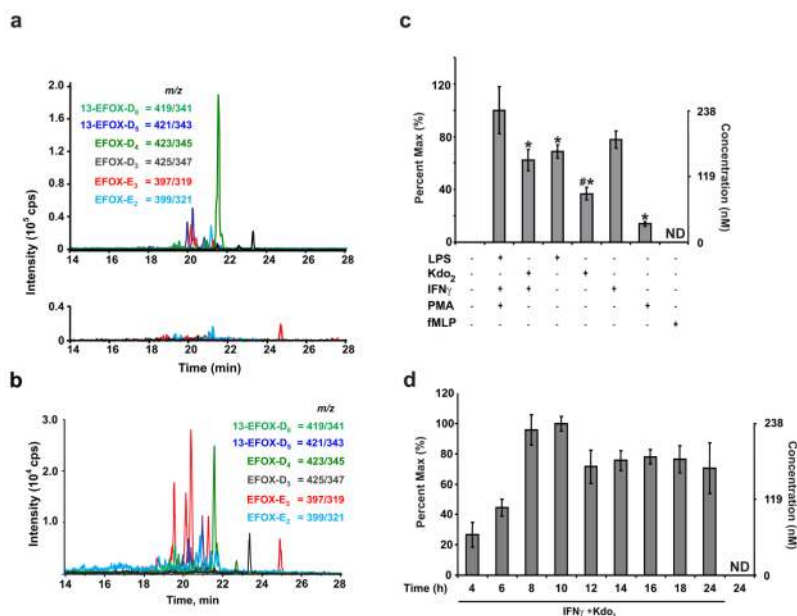 a
m/z
13-EFOX-D₆ = 419/341
13-EFOX-D₅ = 421/343
EFOX-D₄ = 423/345
EFOX-D₃ = 425/347
EFOX-E₃ = 397/319
EFOX-E₂ = 399/321
2.0
1.6
1.2
0.8
0.4
0
14 16 18 20 22 24 26 28
0.4
0
14 16 18 20 22 24 26 28
Intensity (10⁵ cps)
Time (min)
b
m/z
13-EFOX-D₆ = 419/341
13-EFOX-D₅ = 421/343
EFOX-D₄ = 423/345
EFOX-D₃ = 425/347
EFOX-E₃ = 397/319
EFOX-E₂ = 399/321
3.0
2.0
1.0
14 16 18 20 22 24 26 28
Intensity (10⁴ cps)
Time, min
c
Percent Max (%)
120
80
40
0
* * #* * ND
238
119
0
Concentration (nM)
LPS - + - + - - - -
Kdo₂ - - + - + - - -
IFNγ - + + - - + - -
PMA - + - - - - + -
fMLP - - - - - - - +
d
Percent Max (%)
120
100
80
60
40
20
0
ND
238
119
0
Concentration (nM)
Time (h) 4 6 8 10 12 14 16 18 24 24
IFNγ +Kdo₂